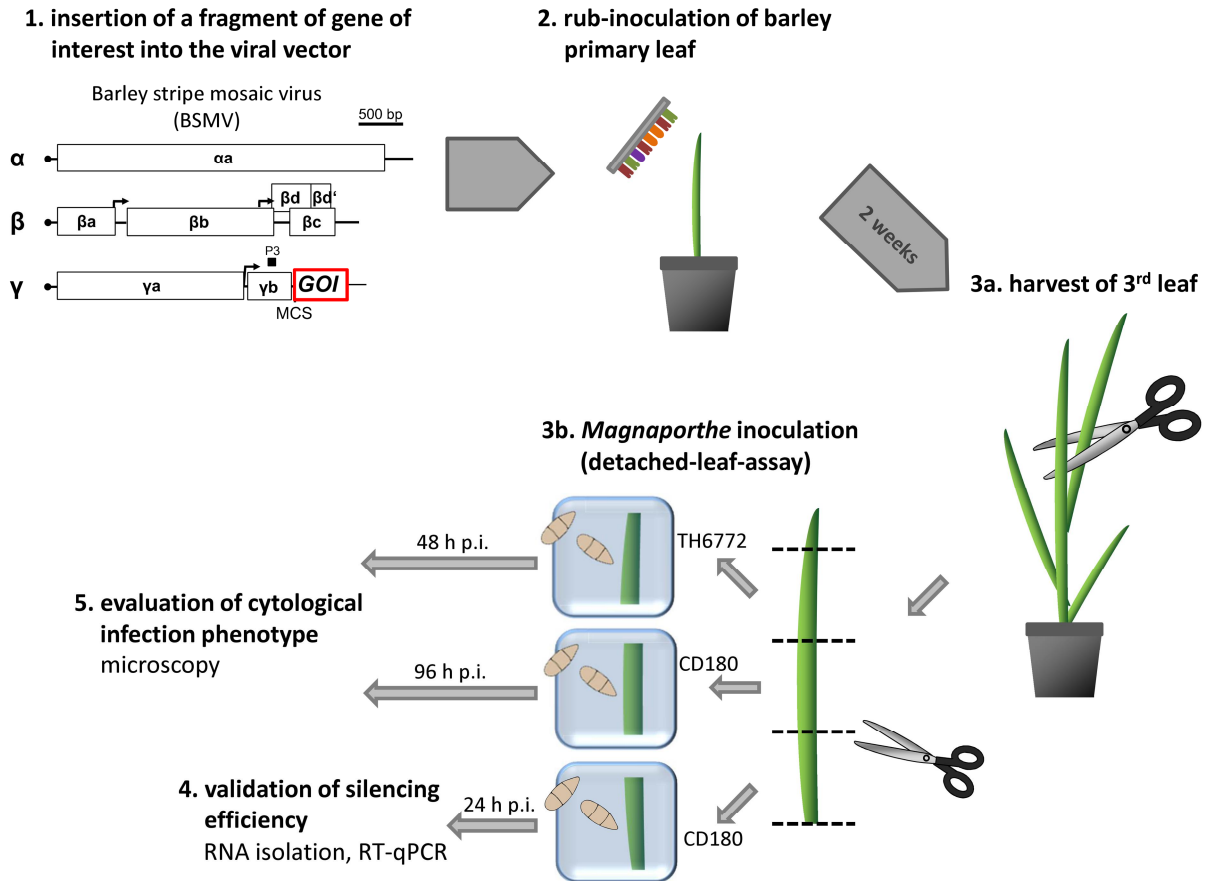 1. insertion of a fragment of gene of
interest into the viral vector
Barley stripe mosaic virus
(BSMV)
500 bp
α
αa
β
βa
βb
βd
βd‘
βc
γ
γa
P3
γb
GOI
MCS
2. rub-inoculation of barley
primary leaf
2 weeks
3a. harvest of 3rd leaf
3b. Magnaporthe inoculation
(detached-leaf-assay)
TH6772
48 h p.i.
5. evaluation of cytological
infection phenotype
microscopy
CD180
96 h p.i.
4. validation of silencing
efficiency
RNA isolation, RT-qPCR
24 h p.i.
CD180